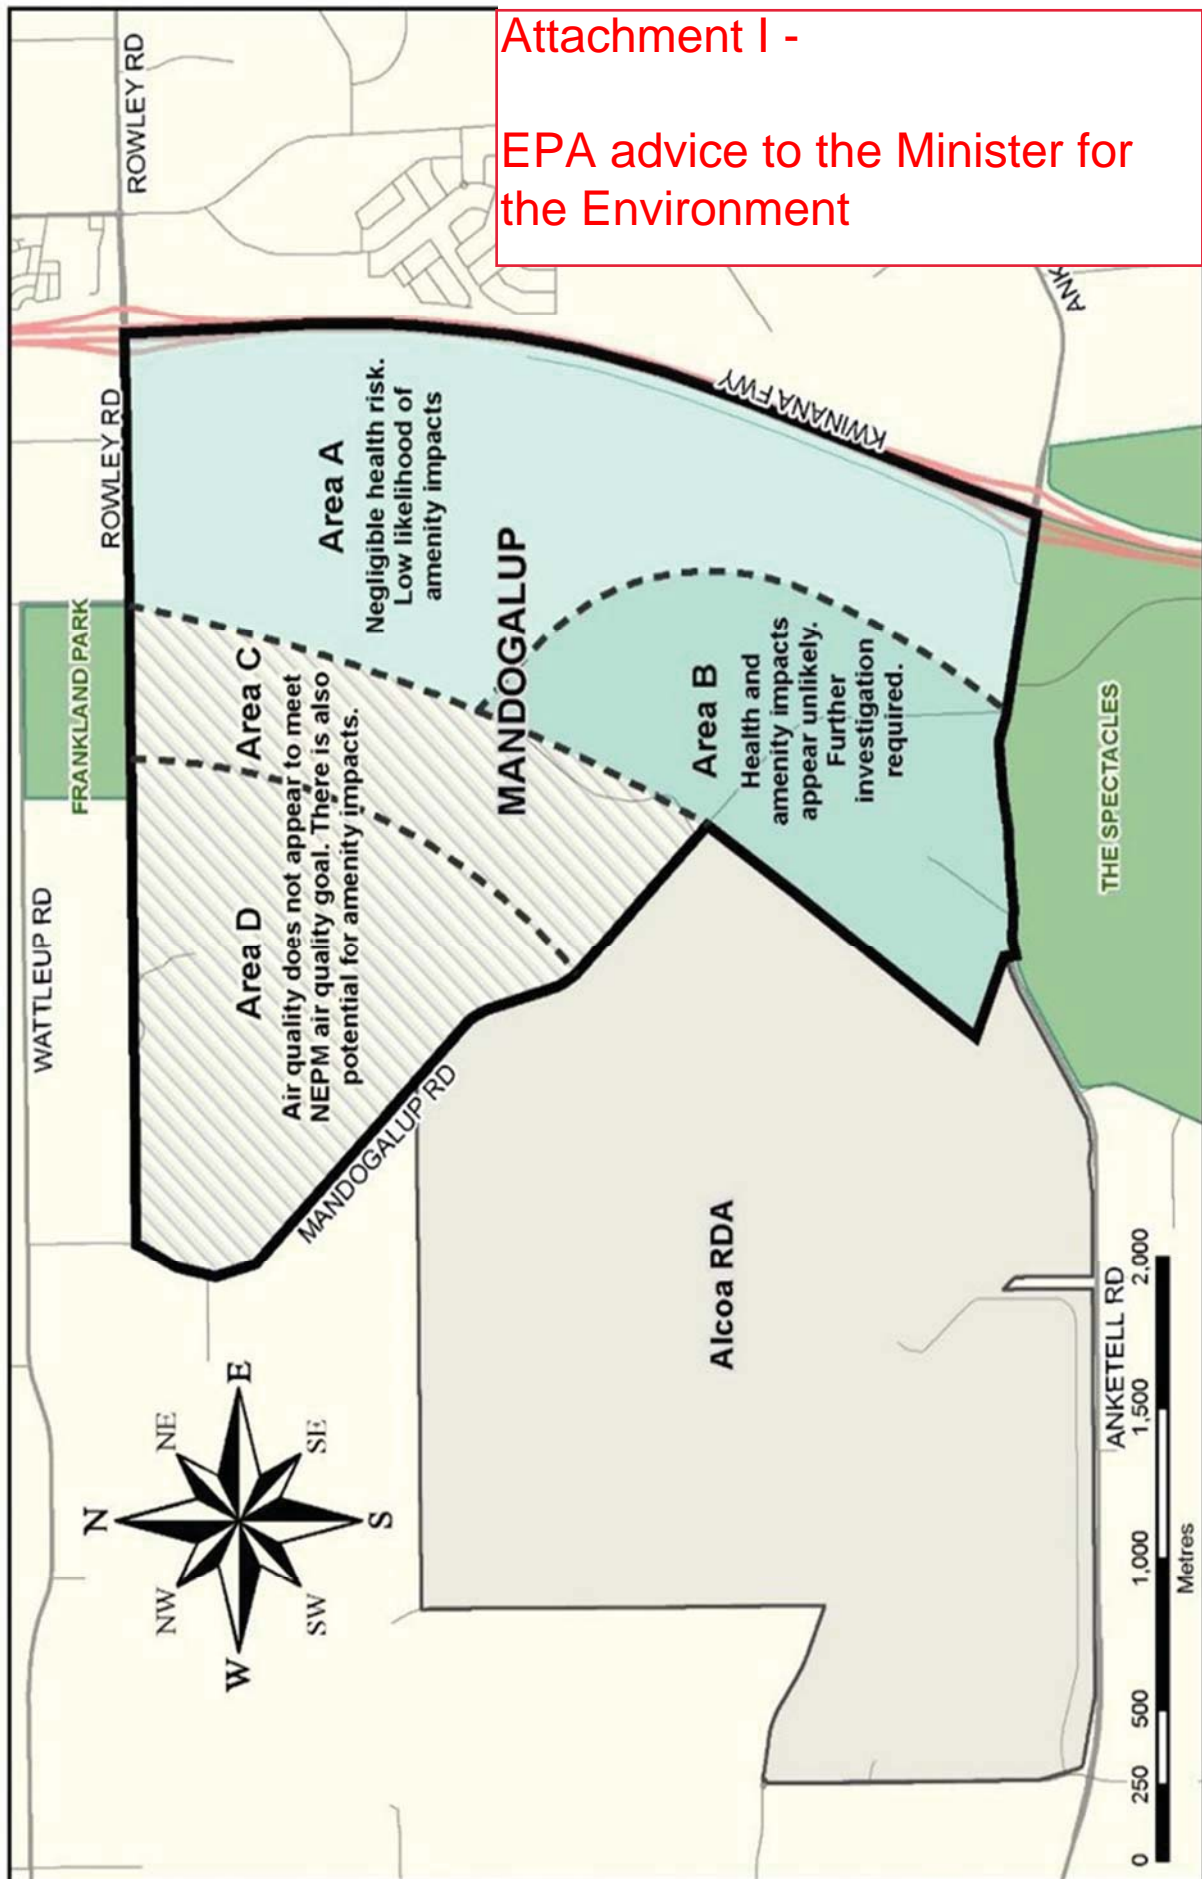 Attachment I -
EPA advice to the Minister for
the Environment
ROWLEY RD
ROWLEY RD
WATTLEUP RD
FRANKLAND PARK
Area A
Negligible health risk.
Low likelihood of
amenity impacts
MANDOGALUP
Area B
Health and
amenity impacts
appear unlikely.
Further
investigation
required.
Area C
Area D
Air quality does not appear to meet
NEPM air quality goal. There is also
potential for amenity impacts.
KWINANA FWY
ANK
MANDOGALUP RD
THE SPECTACLES
Alcoa RDA
ANKETELL RD
N
NE
E
SE
S
SW
W
NW
0 250 500 1,000 1,500 2,000
Metres